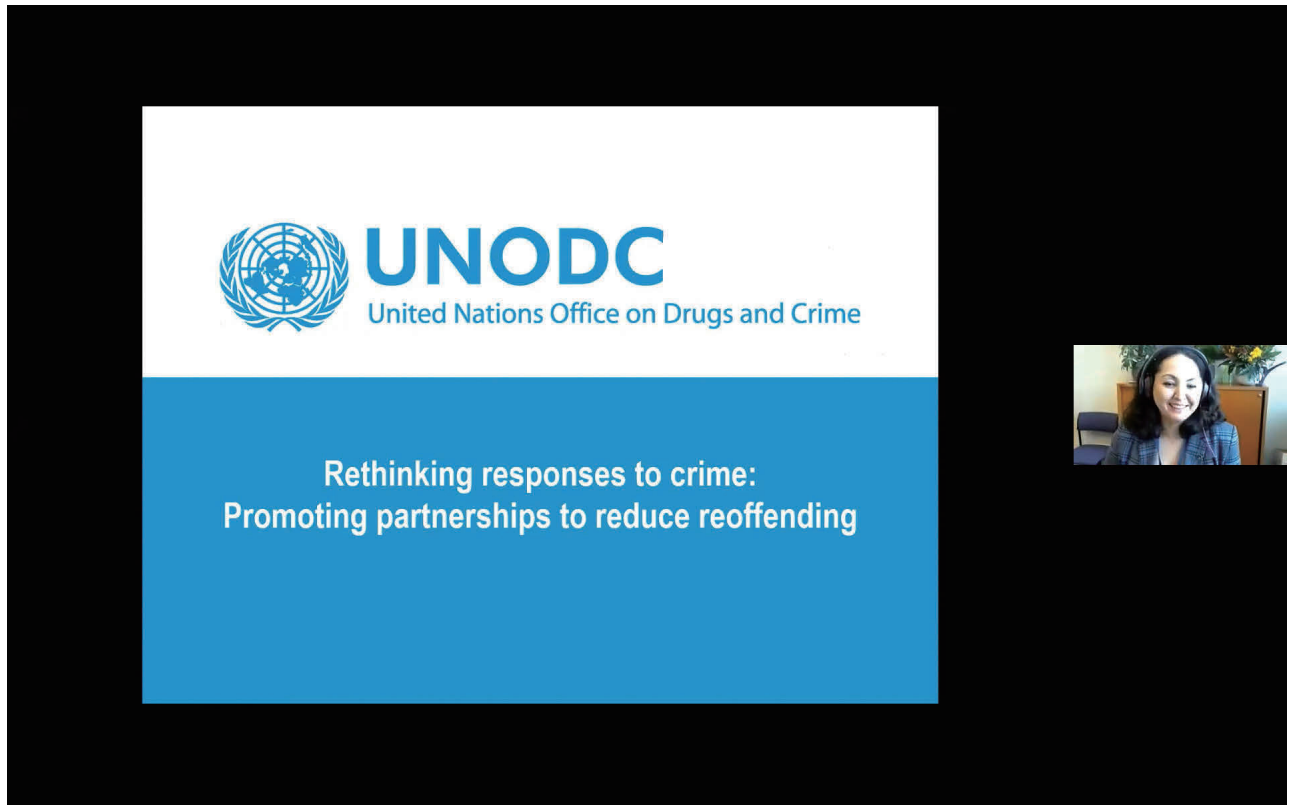 UNODC
United Nations Office on Drugs and Crime
Rethinking responses to crime:
Promoting partnerships to reduce reoffending